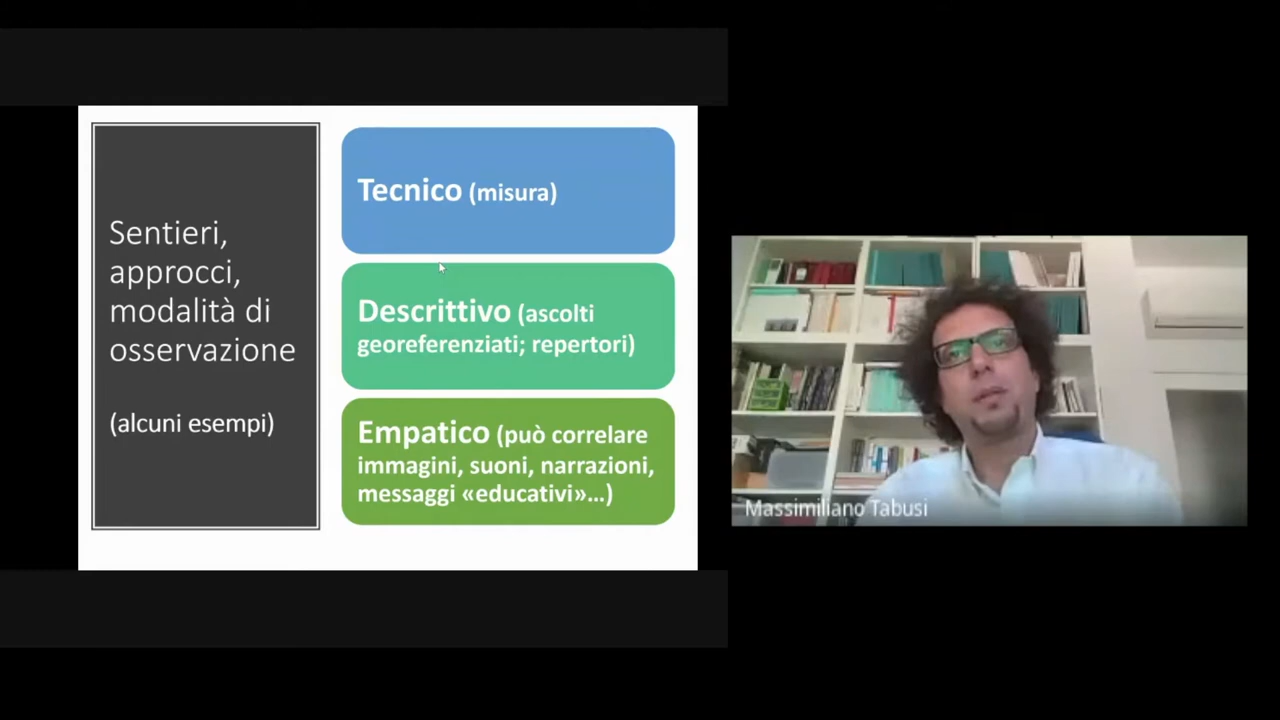 Sentieri,
approcci,
modalità di
osservazione
(alcuni esempi)
Tecnico (misura)
Descrittivo (ascolti
georeferenziati; repertori)
Empatico (può correlare
immagini, suoni, narrazioni,
messaggi «educativi»...)
Massimiliano Tabusi